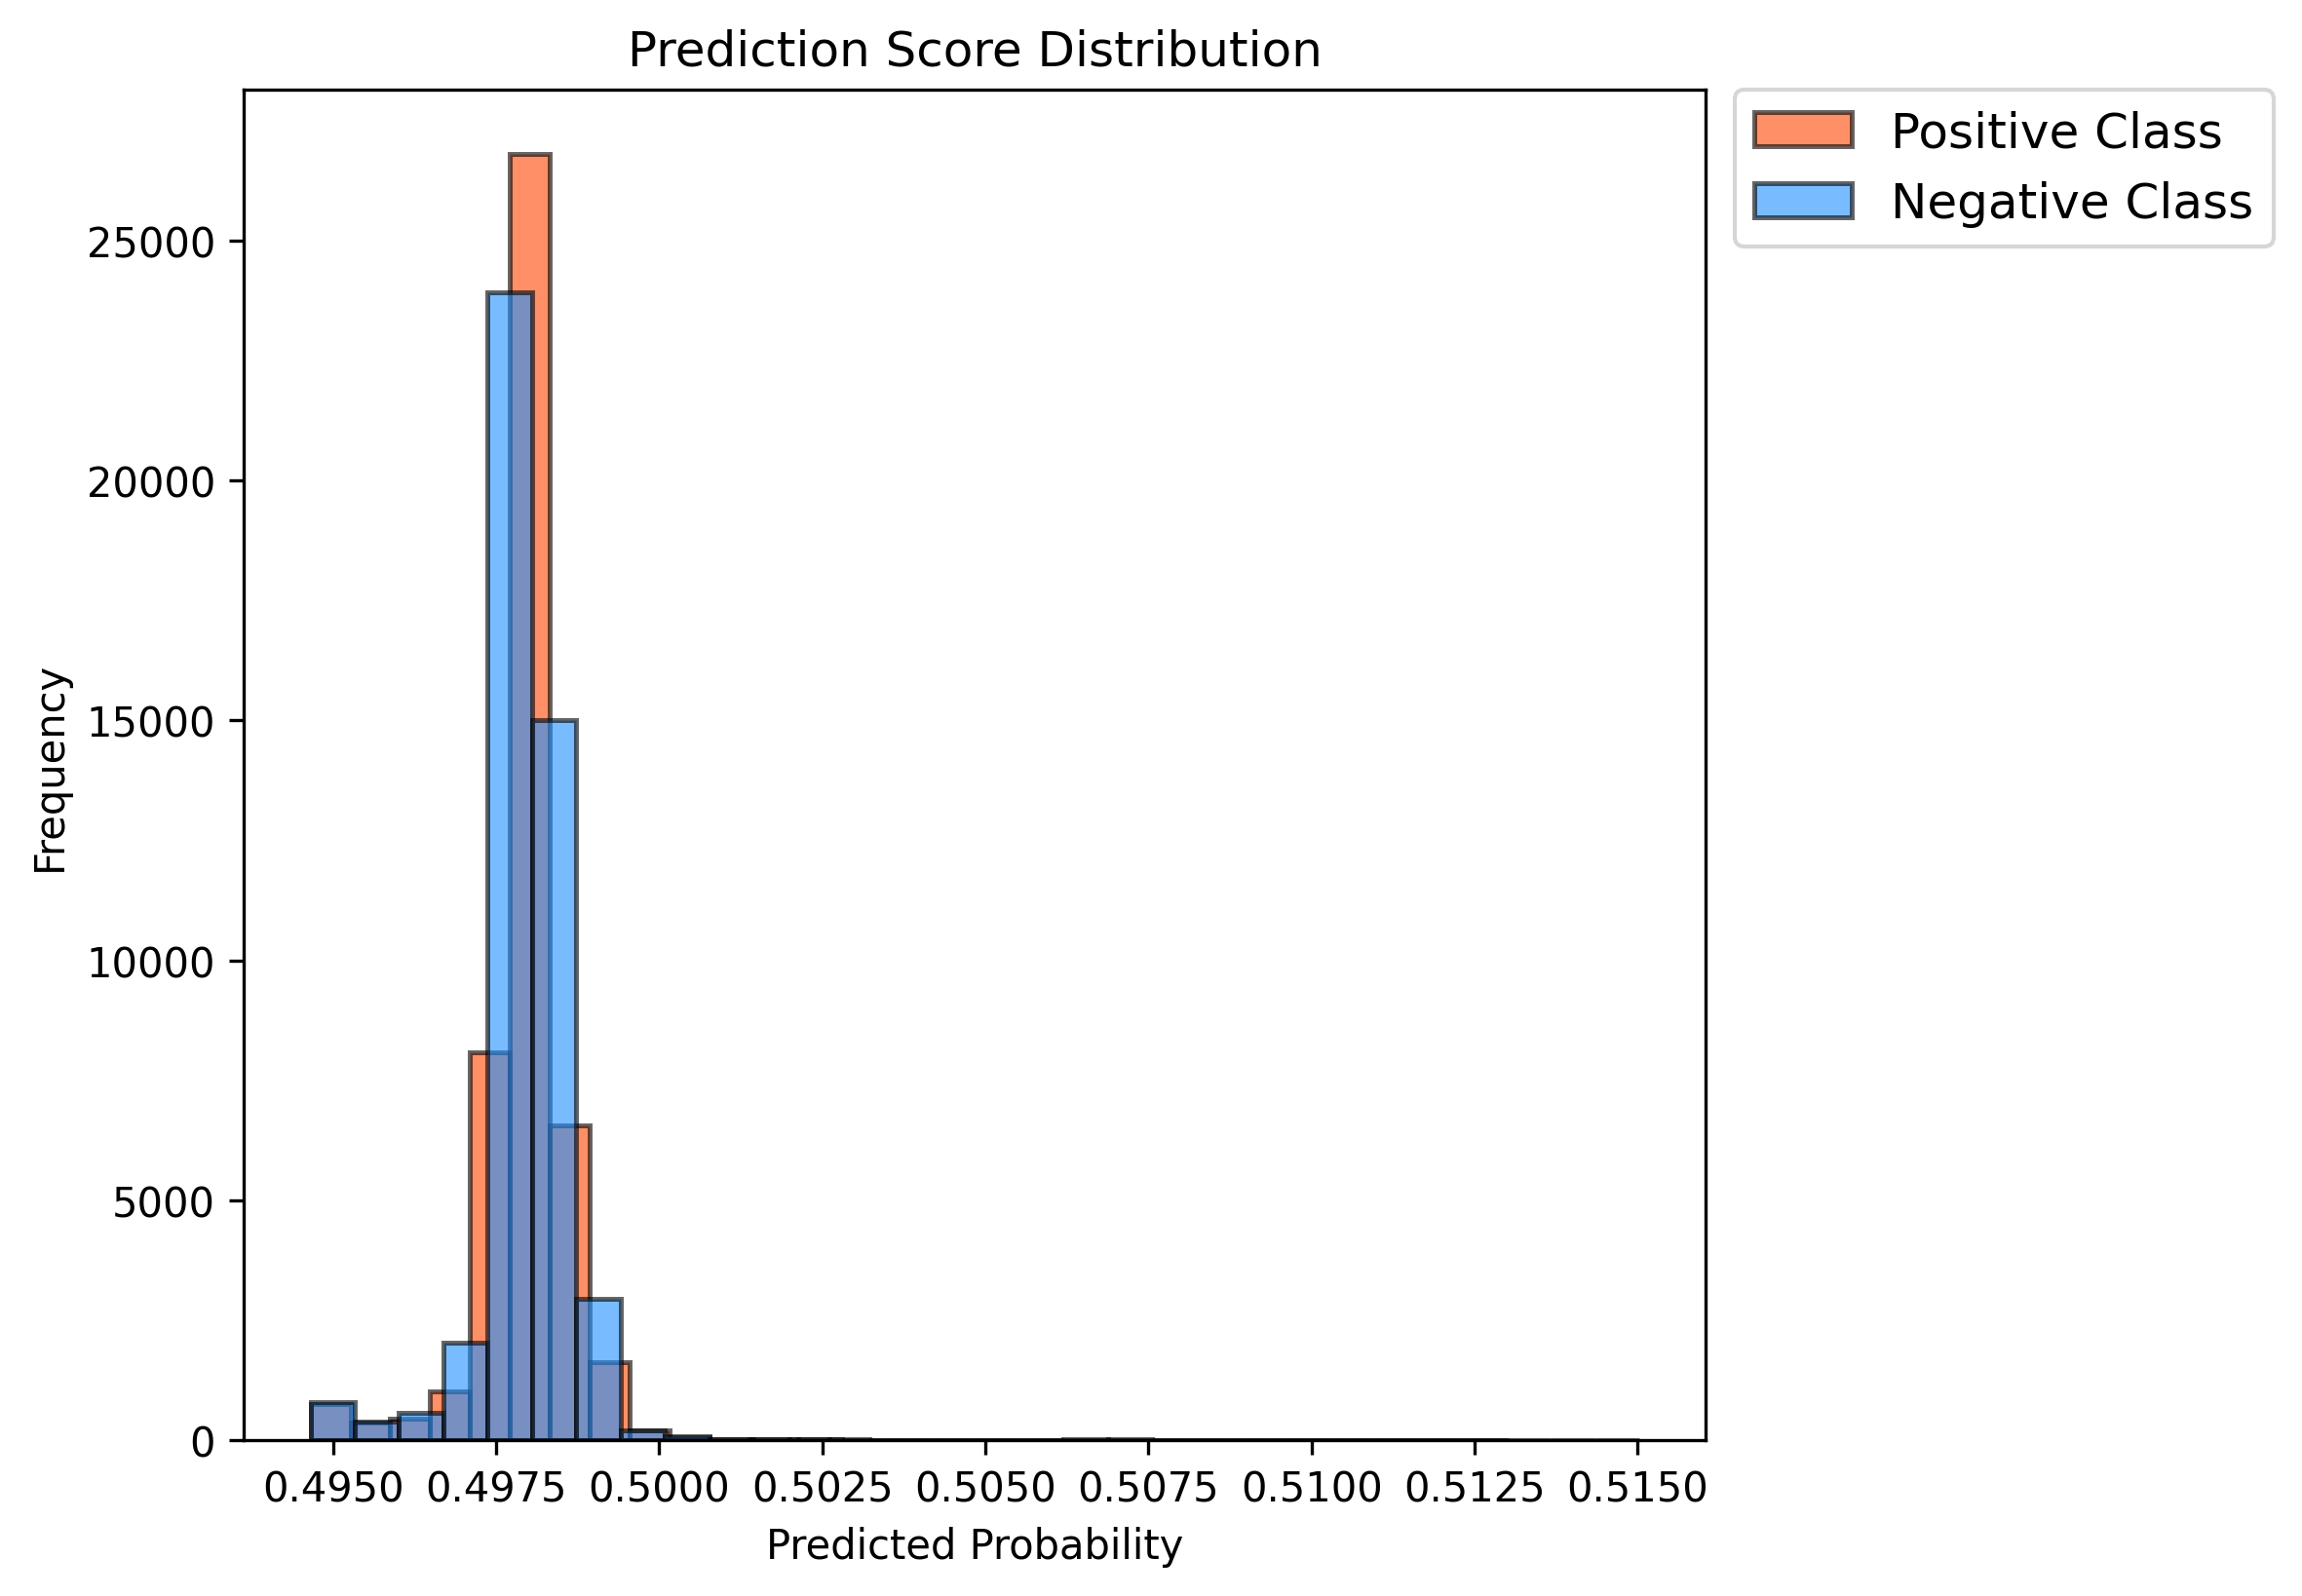 Prediction Score Distribution
Positive Class
Negative Class
25000
20000
15000
10000
5000
0
Frequency
0.4950 0.4975 0.5000 0.5025 0.5050 0.5075 0.5100 0.5125 0.5150
Predicted Probability